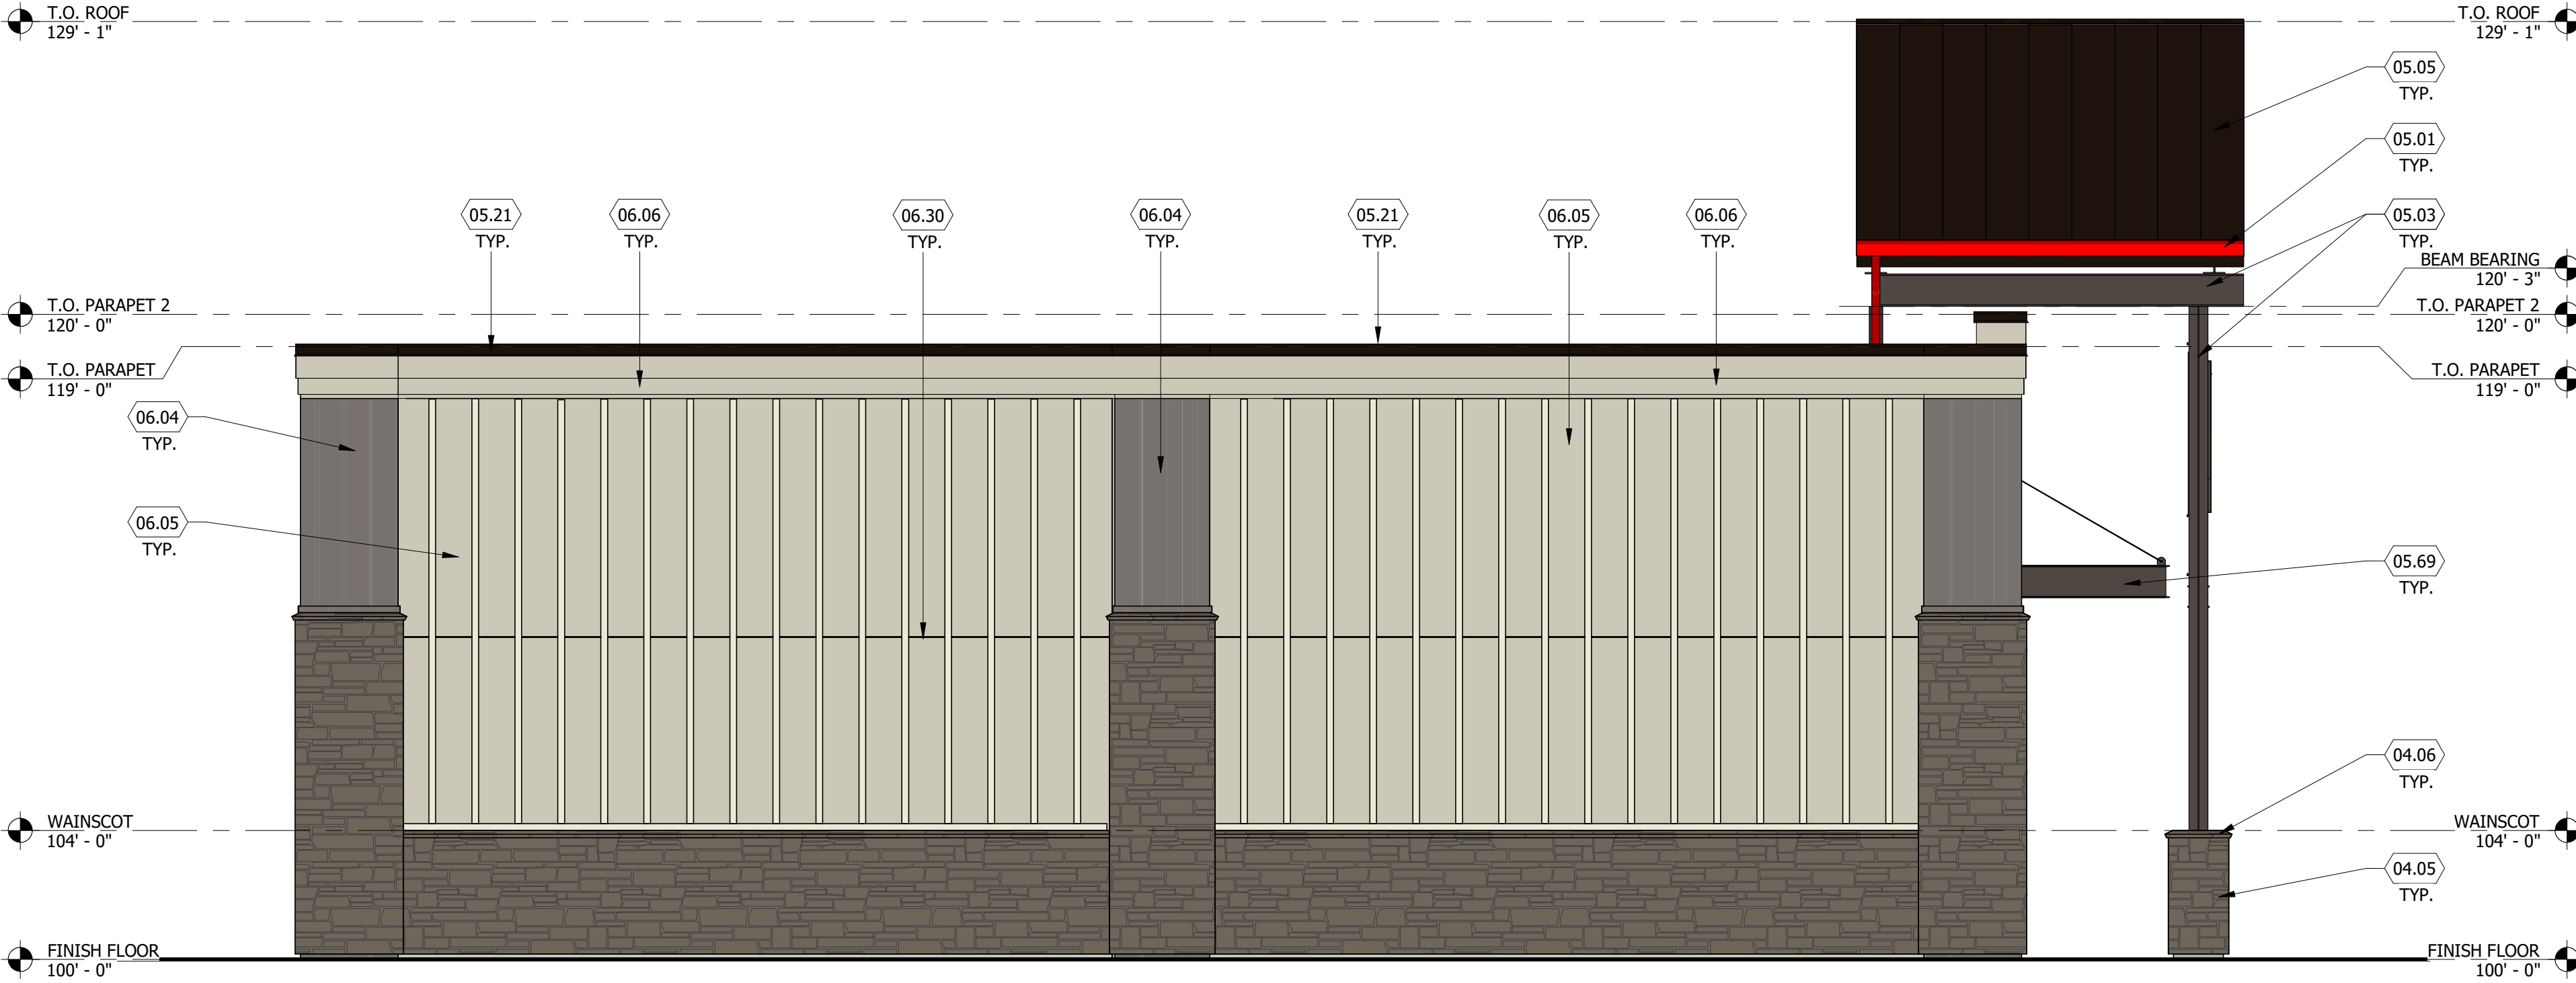 T.O. ROOF
129' - 1"
T.O. ROOF
129' - 1"
05.05
TYP.
05.01
TYP.
05.03
TYP.
05.21
TYP.
06.06
TYP.
06.30
TYP.
06.04
TYP.
05.21
TYP.
06.05
TYP.
06.06
TYP.
BEAM BEARING
120' - 3"
T.O. PARAPET 2
120' - 0"
T.O. PARAPET 2
120' - 0"
T.O. PARAPET
119' - 0"
T.O. PARAPET
119' - 0"
06.04
TYP.
06.05
TYP.
05.69
TYP.
04.06
TYP.
WAINSCOT
104' - 0"
WAINSCOT
104' - 0"
04.05
TYP.
FINISH FLOOR
100' - 0"
FINISH FLOOR
100' - 0"